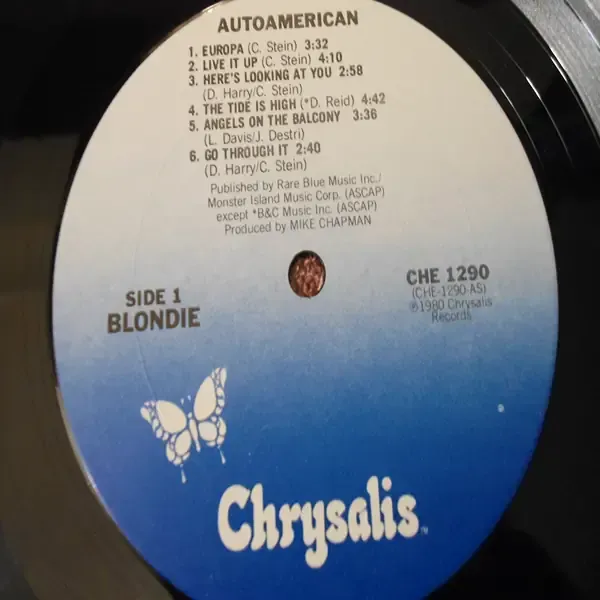 AUTOAMERICAN
1. EUROPA (C. Stein) 3:32
2. LIVE IT UP (C. Stein) 4:10
3. HERE'S LOOKING AT YOU 2:58
(D. Harry/C. Stein)
4. THE TIDE IS HIGH (*D. Reid) 4:42
5. ANGELS ON THE BALCONY 3:36
(L. Davis/J. Destri)
6. GO THROUGH IT 2:40
(D. Harry/C. Stein)
Published by Rare Blue Music Inc./
Monster Island Music Corp. (ASCAP)
except *B&C Music Inc. (ASCAP)
Produced by MIKE CHAPMAN
SIDE 1
BLONDIE
CHE 1290
(CHE-1290-AS)
℗1980 Chrysalis
Records
Chrysalis™